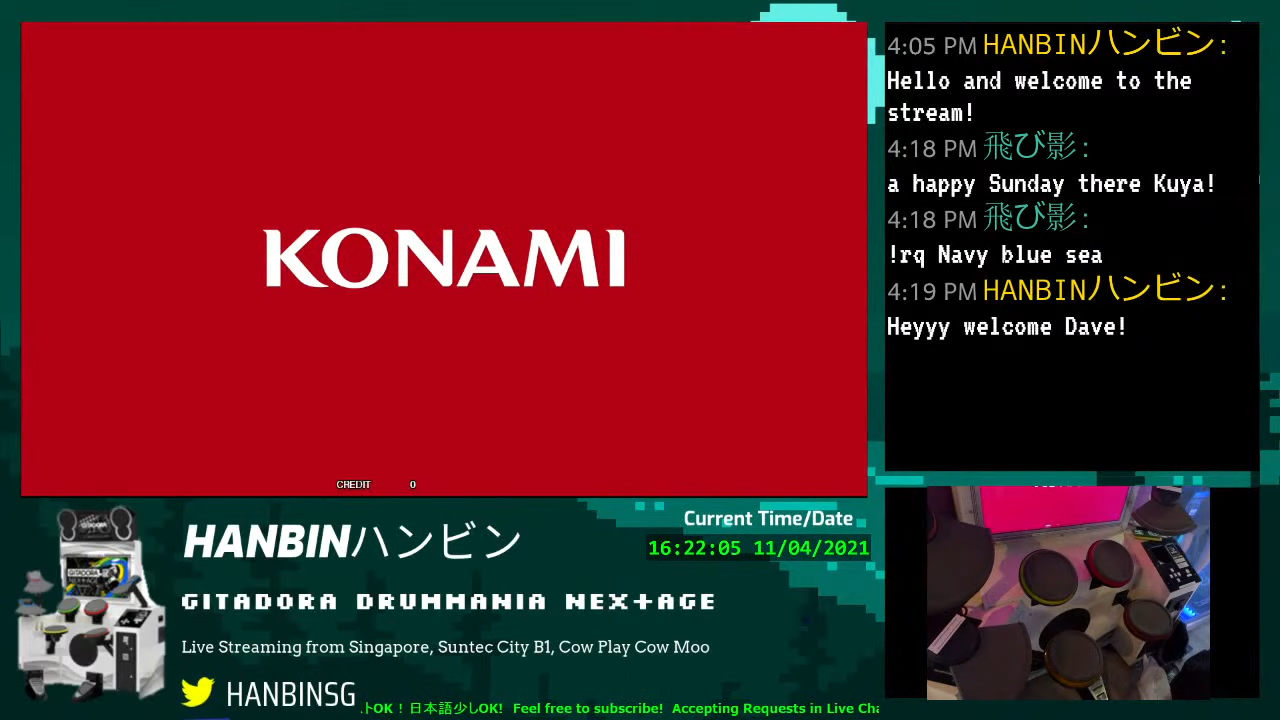 KONAMI
CREDIT 0
4:05 PM HANBINハンビン:
Hello and welcome to the
stream!
4:18 PM 飛び影:
a happy Sunday there Kuya!
4:18 PM 飛び影:
!rq Navy blue sea
4:19 PM HANBINハンビン:
Heyyy welcome Dave!
HANBINハンビン
Current Time/Date
16:22:05 11/04/2021
GITADORA DRUMMANIA NEX+AGE
Live Streaming from Singapore, Suntec City B1, Cow Play Cow Moo
HANBINSG
トOK！日本語少しOK! Feel free to subscribe! Accepting Requests in Live Cha
GITADORA